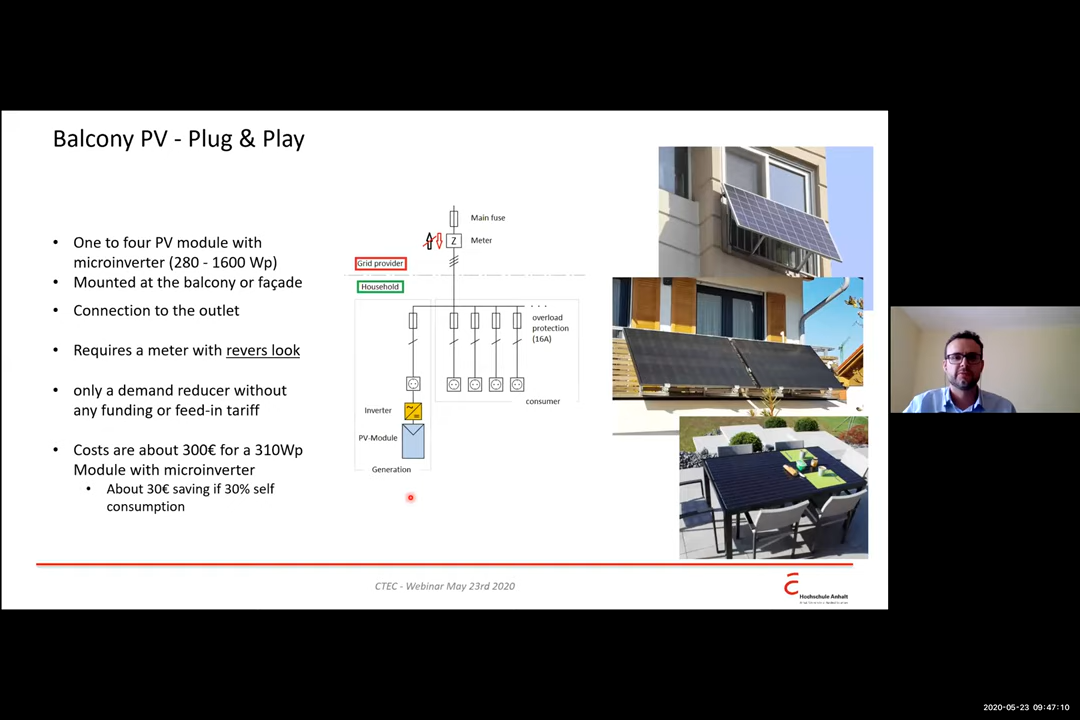 Balcony PV - Plug & Play
• One to four PV module with
microinverter (280 - 1600 Wp)
• Mounted at the balcony or façade
• Connection to the outlet
• Requires a meter with revers look
• only a demand reducer without
any funding or feed-in tariff
• Costs are about 300€ for a 310Wp
Module with microinverter
• About 30€ saving if 30% self
consumption
Main fuse
Z
Meter
Grid provider
Household
overload
protection
(16A)
consumer
Inverter
PV-Module
Generation
CTEC - Webinar May 23rd 2020
Hochschule Anhalt
2020-05-23 09:47:10